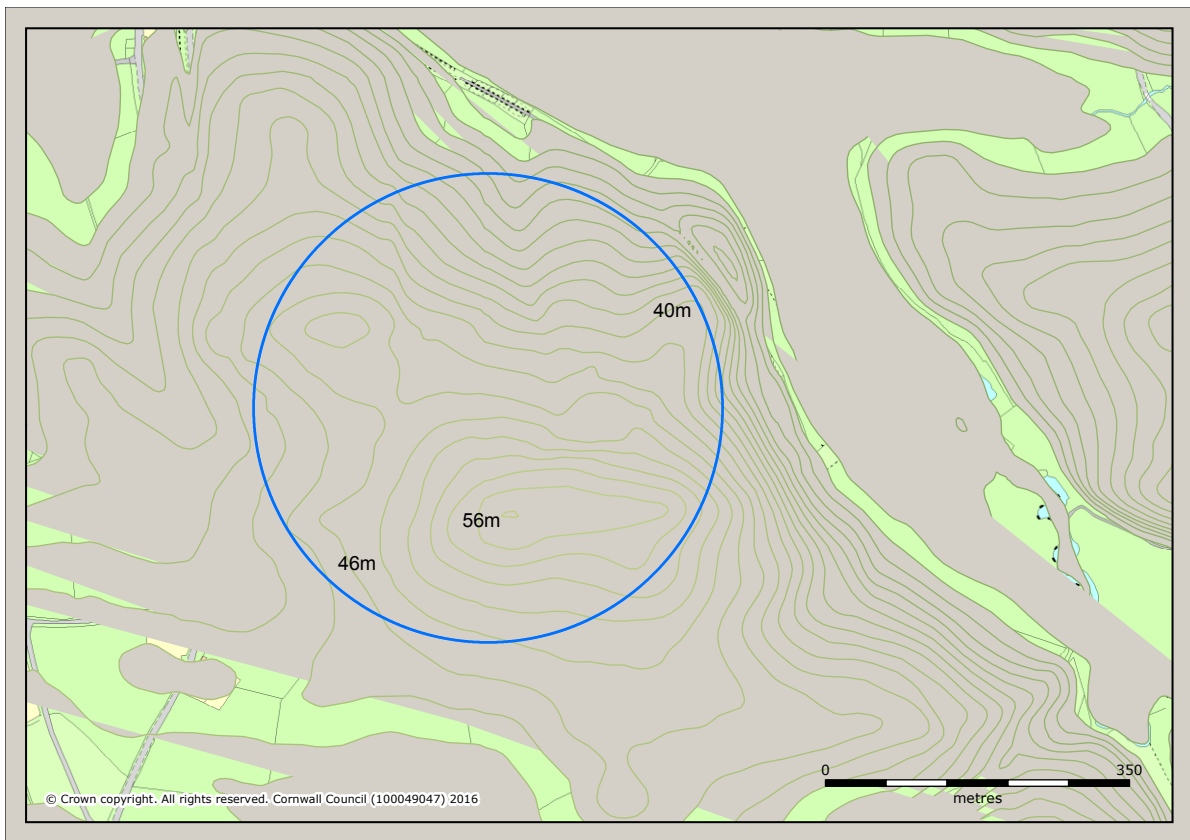 40m
56m
46m
0 350
metres
© Crown copyright. All rights reserved. Cornwall Council (100049047) 2016